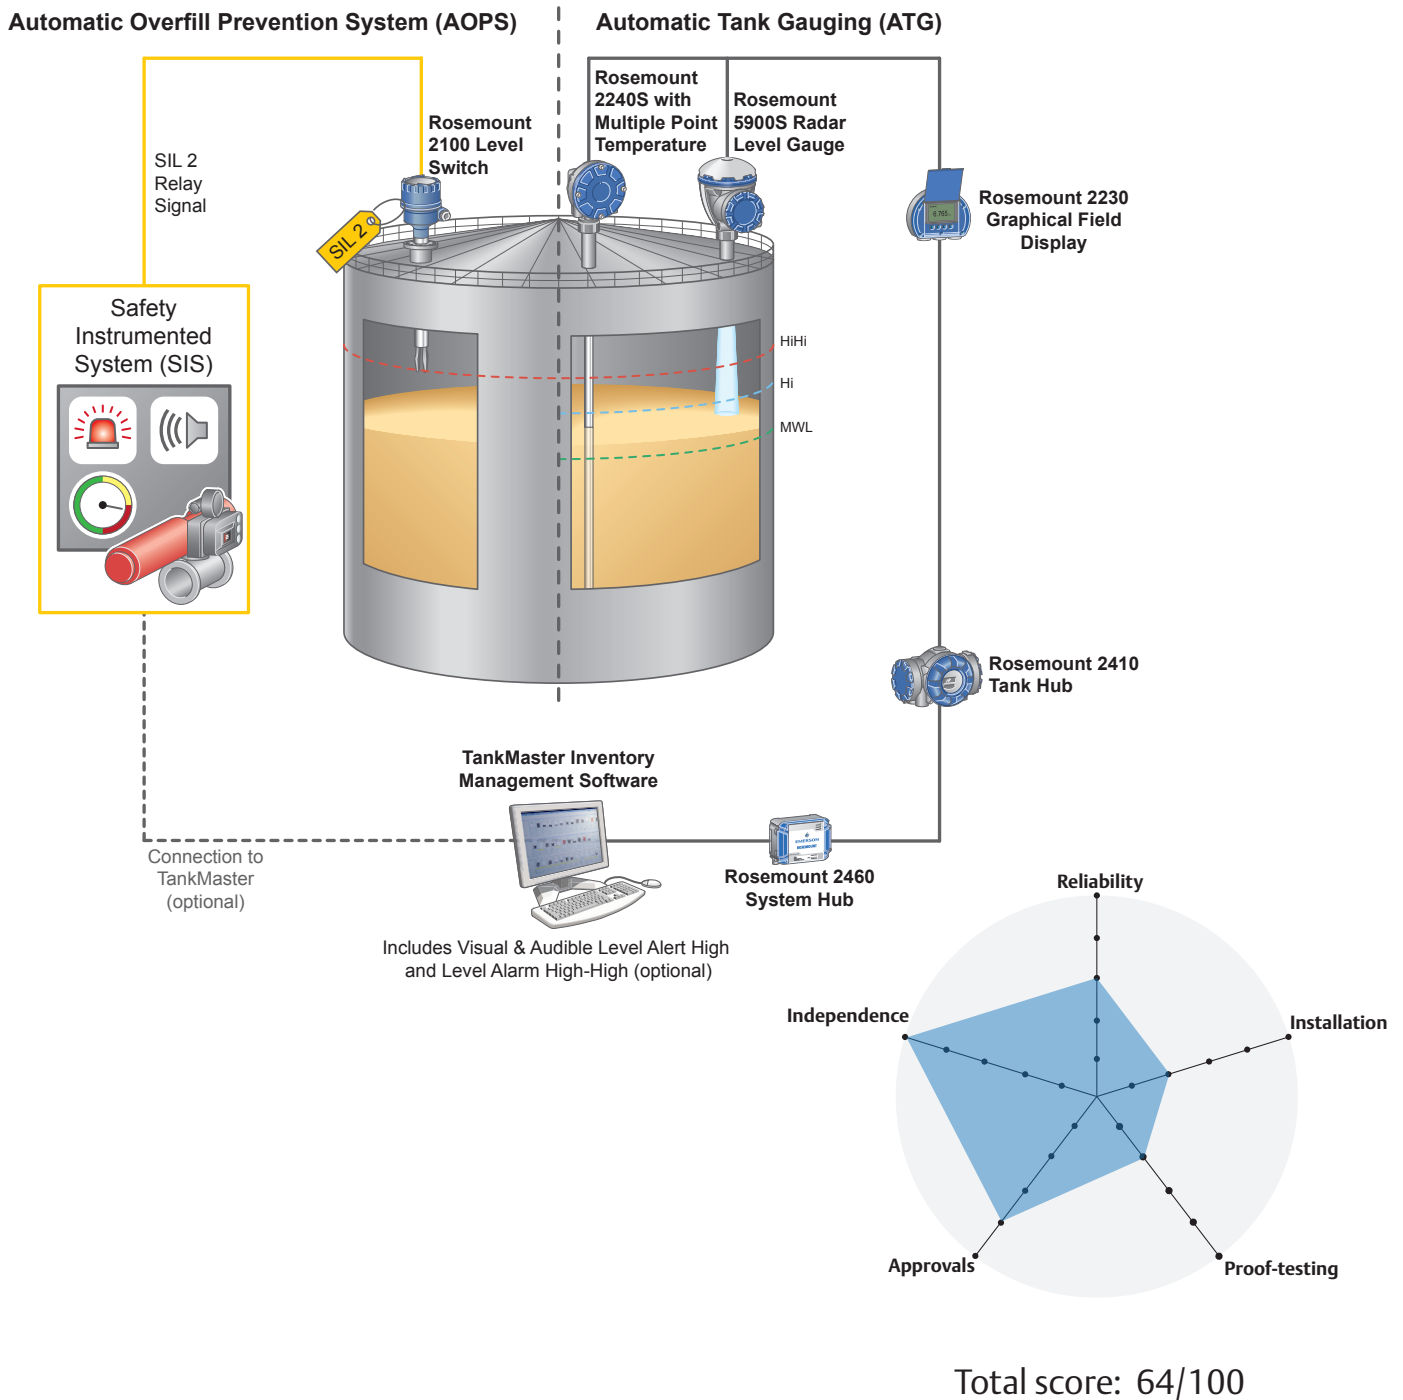 Automatic Overfill Prevention System (AOPS)
Automatic Tank Gauging (ATG)
Rosemount
2240S with
Multiple Point
Temperature
Rosemount
5900S Radar
Level Gauge
Rosemount
2100 Level
Switch
SIL 2
Relay
Signal
SIL 2
Rosemount 2230
Graphical Field
Display
6.765
Safety
Instrumented
System (SIS)
HiHi
Hi
MWL
Rosemount 2410
Tank Hub
TankMaster Inventory
Management Software
Connection to
TankMaster
(optional)
EMERSON
Rosemount 2460
System Hub
Includes Visual & Audible Level Alert High
and Level Alarm High-High (optional)
Reliability
Independence
Installation
Approvals
Proof-testing
Total score: 64/100